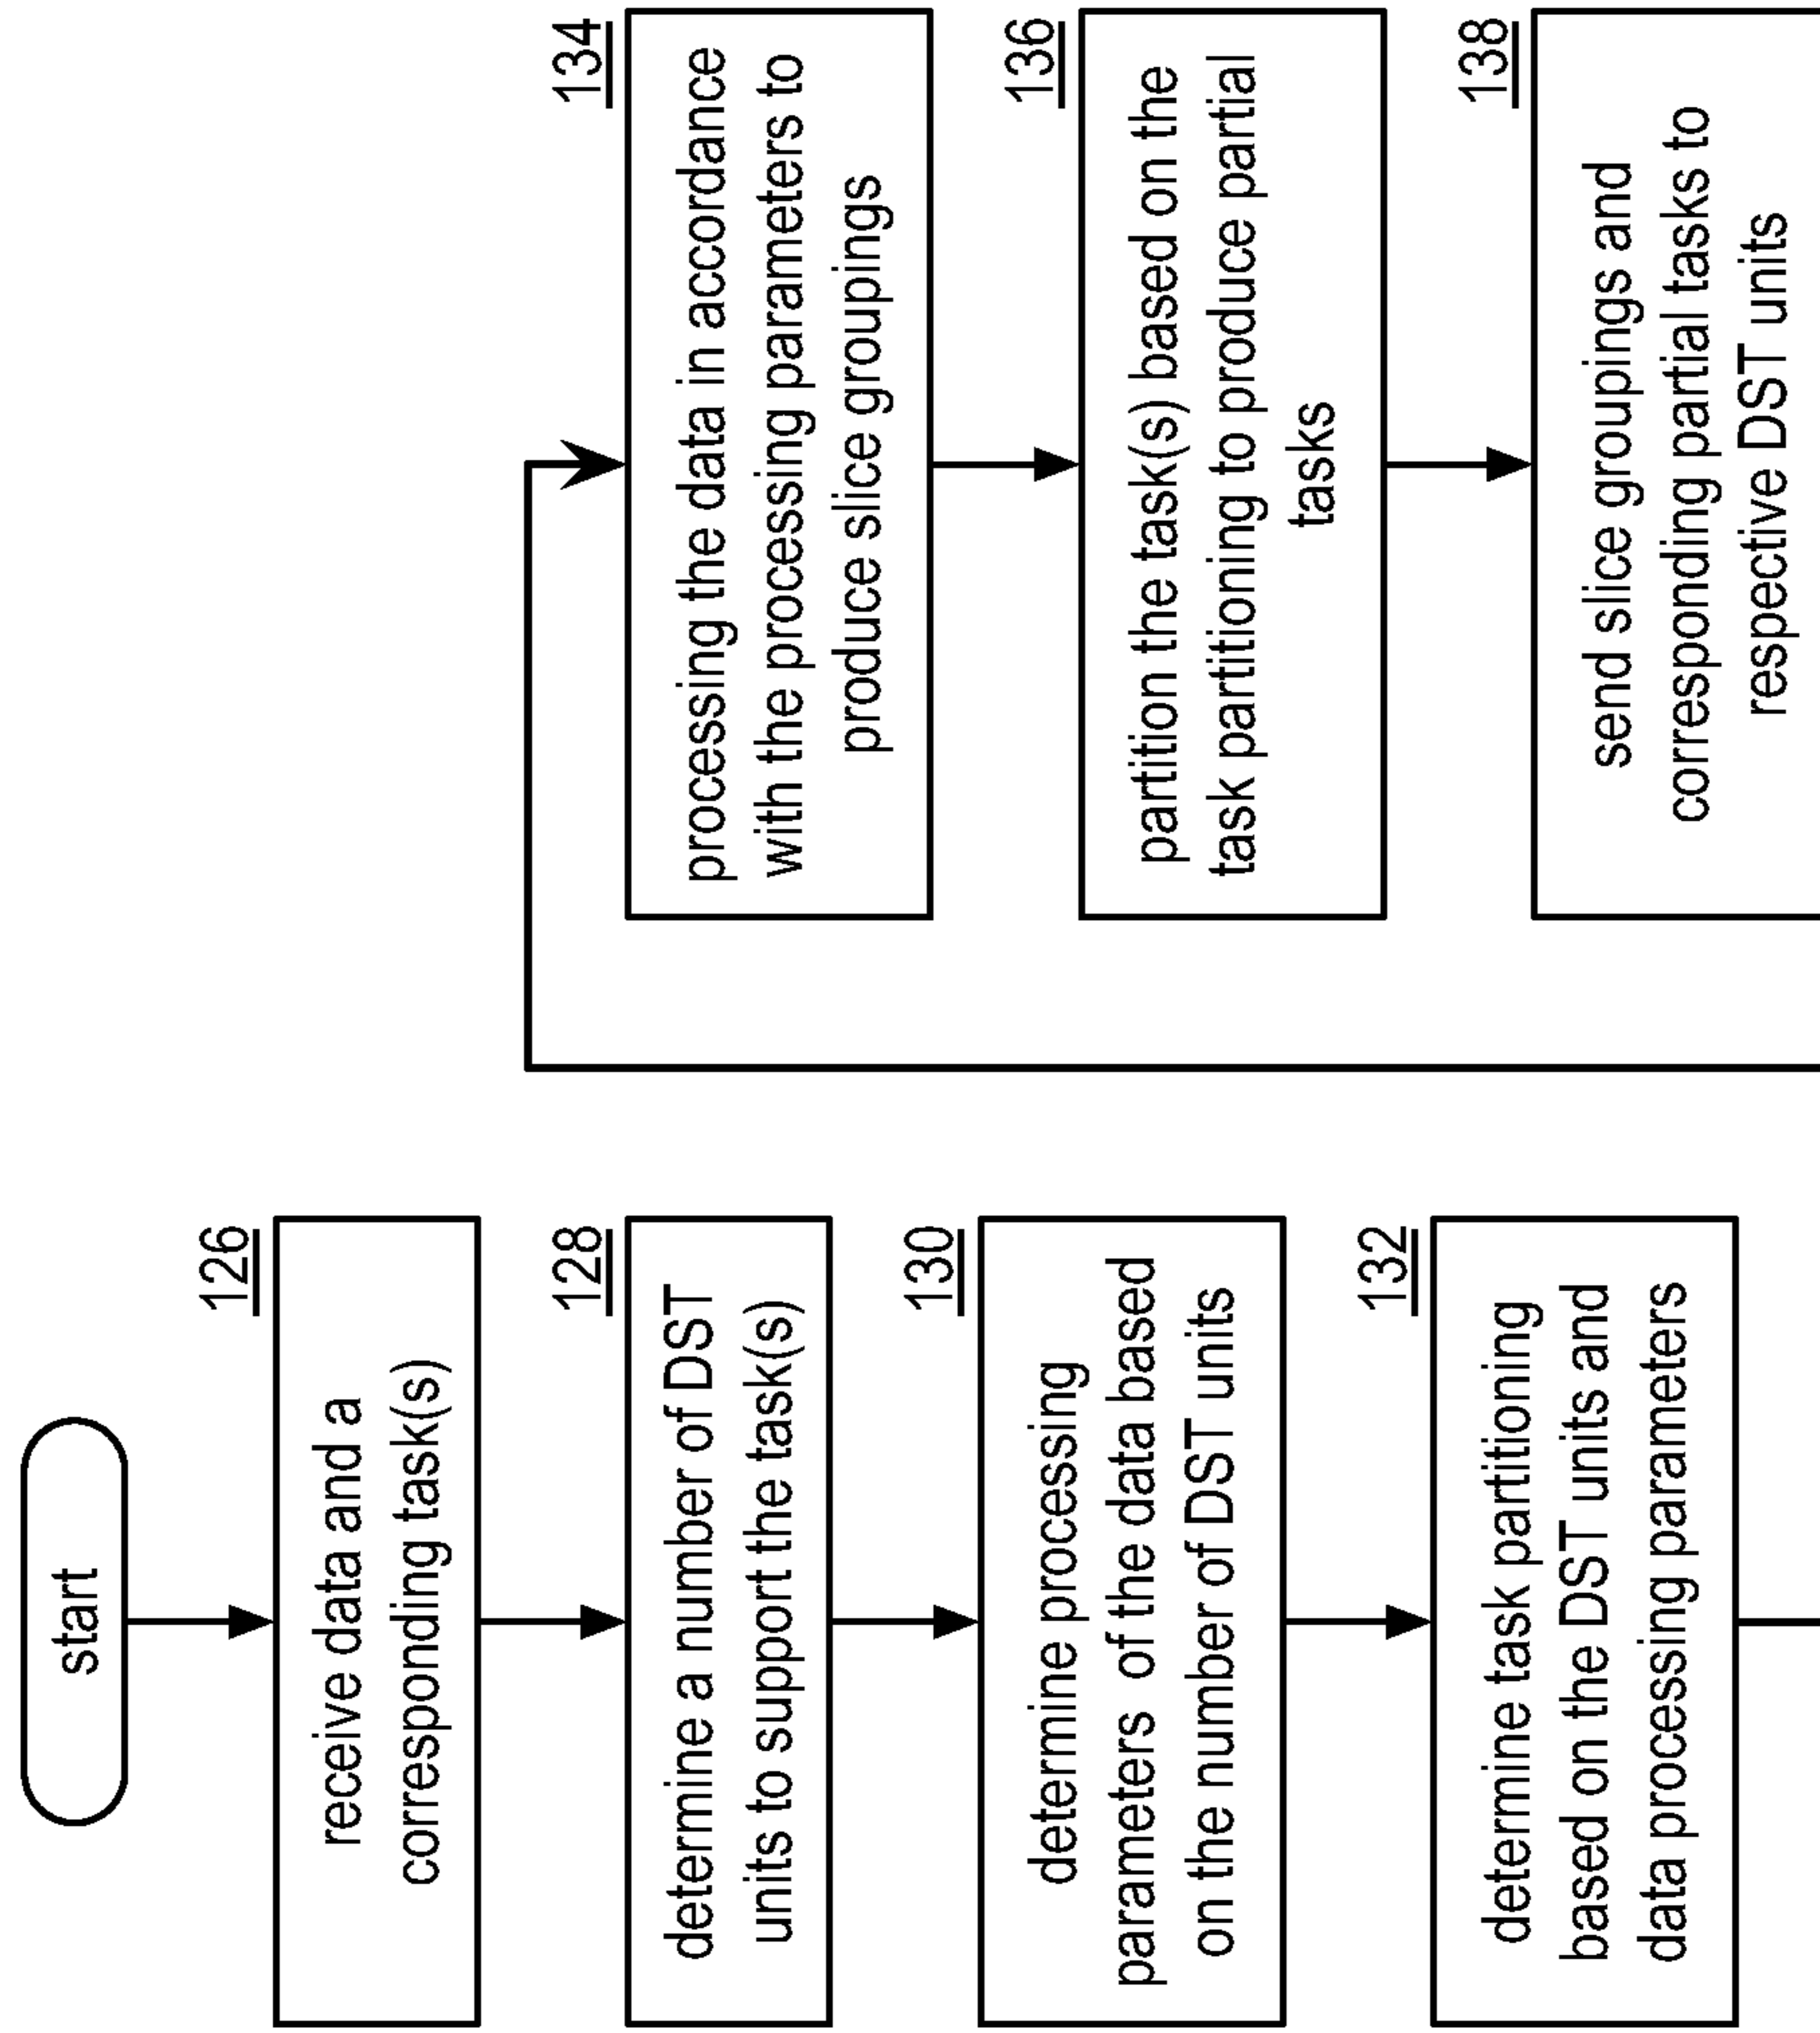 start
126
receive data and a
corresponding task(s)
128
determine a number of DST
units to support the task(s)
130
determine processing
parameters of the data based
on the number of DST units
132
determine task partitioning
based on the DST units and
data processing parameters
134
processing the data in accordance
with the processing parameters to
produce slice groupings
136
partition the task(s) based on the
task partitioning to produce partial
tasks
138
send slice groupings and
corresponding partial tasks to
respective DST units